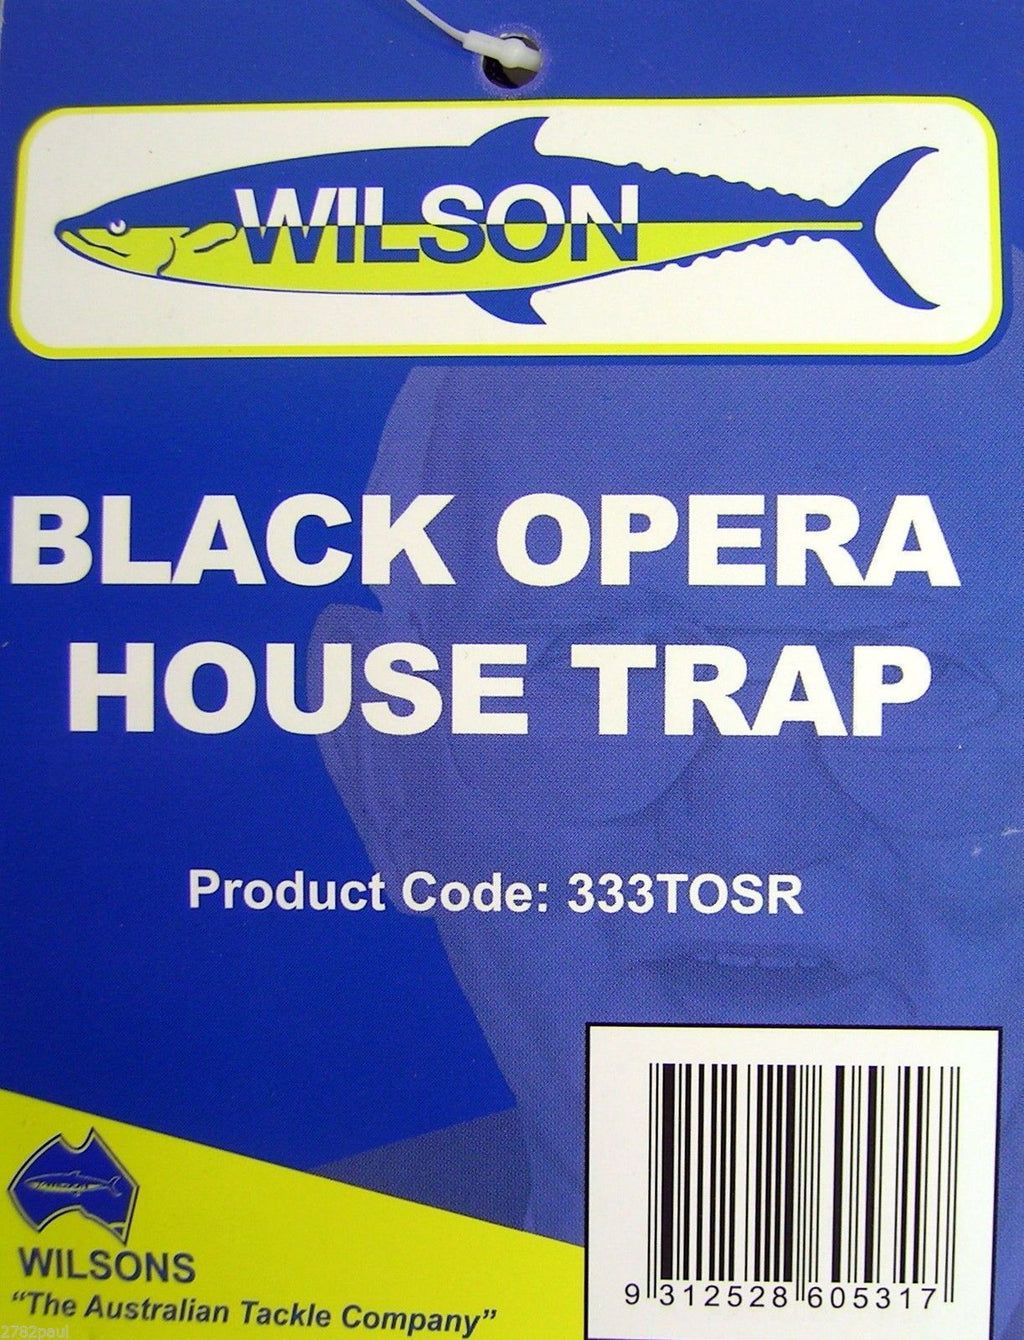 WILSON
BLACK OPERA
HOUSE TRAP
Product Code: 333TOSR
WILSONS
“The Australian Tackle Company”
9 312528 605317
2782paul